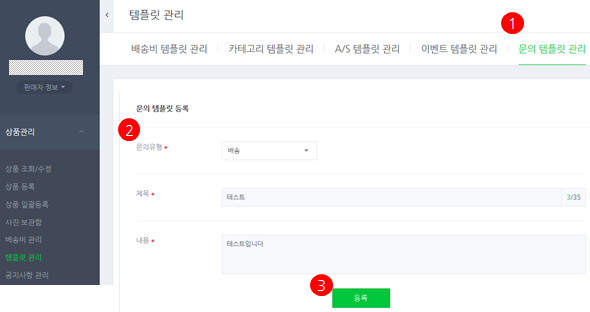 템플릿 관리
1
배송비 템플릿 관리 카테고리 템플릿 관리 A/S 템플릿 관리 이벤트 템플릿 관리 문의 템플릿 관리
판매자 정보
상품관리
상품 조회/수정
상품 등록
상품 일괄등록
사진 보관함
배송비 관리
템플릿 관리
공지사항 관리
문의 템플릿 등록
2
문의유형 * 배송
제목 * 테스트 3/35
내용 * 테스트입니다
3
등록